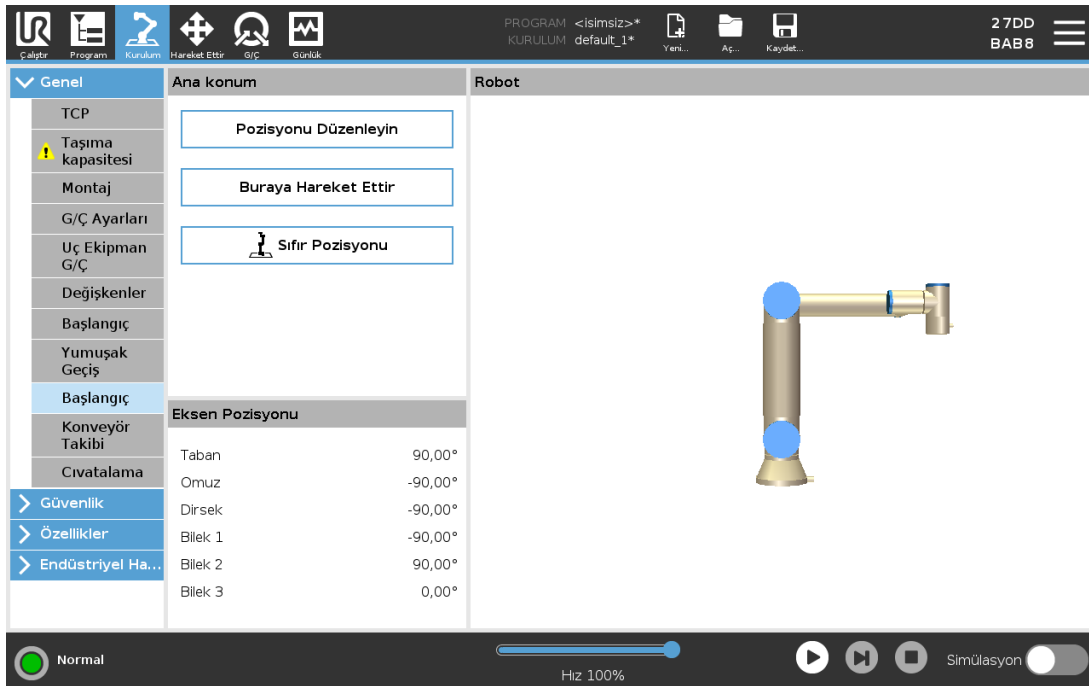 PROGRAM <isimsiz>*
KURULUM default_1*
27DD
BAB8
Çalıştır
Program
Kurulum
Hareket Ettir
G/Ç
Günlük
Yeni...
Aç...
Kaydet...
Genel
Ana konum
Robot
TCP
Taşıma
kapasitesi
Montaj
G/Ç Ayarları
Uç Ekipman
G/Ç
Değişkenler
Başlangıç
Yumuşak
Geçiş
Başlangıç
Konveyör
Takibi
Cıvatalama
Güvenlik
Özellikler
Endüstriyel Ha...
Pozisyonu Düzenleyin
Buraya Hareket Ettir
Sıfır Pozisyonu
Eksen Pozisyonu
Taban 90,00°
Omuz -90,00°
Dirsek -90,00°
Bilek 1 -90,00°
Bilek 2 90,00°
Bilek 3 0,00°
Normal
Hız 100%
Simülasyon